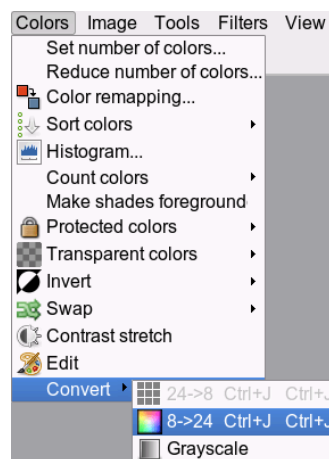 Colors Image Tools Filters View
Set number of colors...
Reduce number of colors...
Color remapping...
Sort colors
Histogram...
Count colors
Make shades foreground
Protected colors
Transparent colors
Invert
Swap
Contrast stretch
Edit
Convert
24->8 Ctrl+J Ctrl+J
8->24 Ctrl+J Ctrl+J
Grayscale